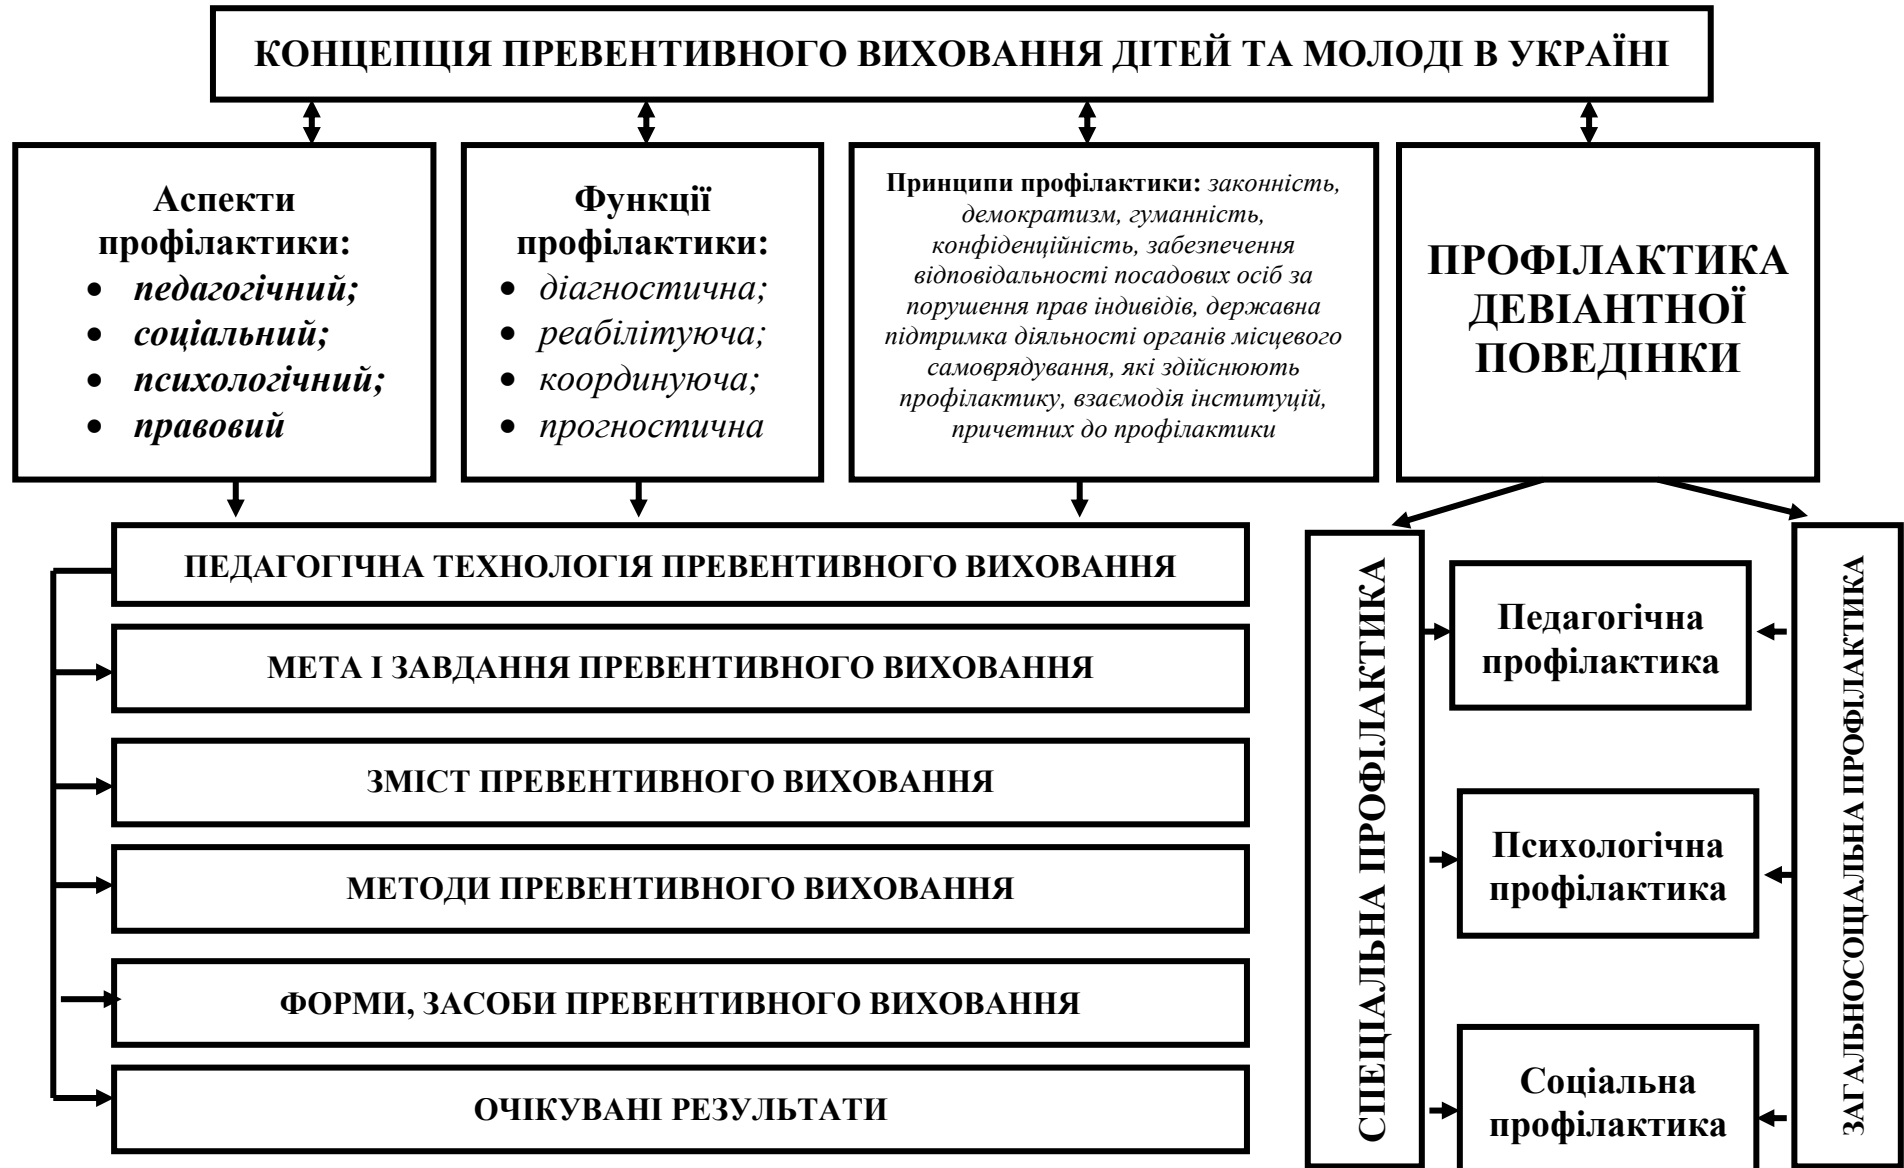 КОНЦЕПЦІЯ ПРЕВЕНТИВНОГО ВИХОВАННЯ ДІТЕЙ ТА МОЛОДІ В УКРАЇНІ
Аспекти
профілактики:
• педагогічний;
• соціальний;
• психологічний;
• правовий
Функції
профілактики:
• діагностична;
• реабілітуюча;
• координуюча;
• прогностична
Принципи профілактики: законність,
демократизм, гуманність,
конфіденційність, забезпечення
відповідальності посадових осіб за
порушення прав індивідів, державна
підтримка діяльності органів місцевого
самоврядування, які здійснюють
профілактику, взаємодія інституцій,
причетних до профілактики
ПРОФІЛАКТИКА
ДЕВІАНТНОЇ
ПОВЕДІНКИ
ПЕДАГОГІЧНА ТЕХНОЛОГІЯ ПРЕВЕНТИВНОГО ВИХОВАННЯ
МЕТА І ЗАВДАННЯ ПРЕВЕНТИВНОГО ВИХОВАННЯ
ЗМІСТ ПРЕВЕНТИВНОГО ВИХОВАННЯ
МЕТОДИ ПРЕВЕНТИВНОГО ВИХОВАННЯ
ФОРМИ, ЗАСОБИ ПРЕВЕНТИВНОГО ВИХОВАННЯ
ОЧІКУВАНІ РЕЗУЛЬТАТИ
СПЕЦІАЛЬНА ПРОФІЛАКТИКА
Педагогічна
профілактика
Психологічна
профілактика
Соціальна
профілактика
ЗАГАЛЬНОСОЦІАЛЬНА ПРОФІЛАКТИКА